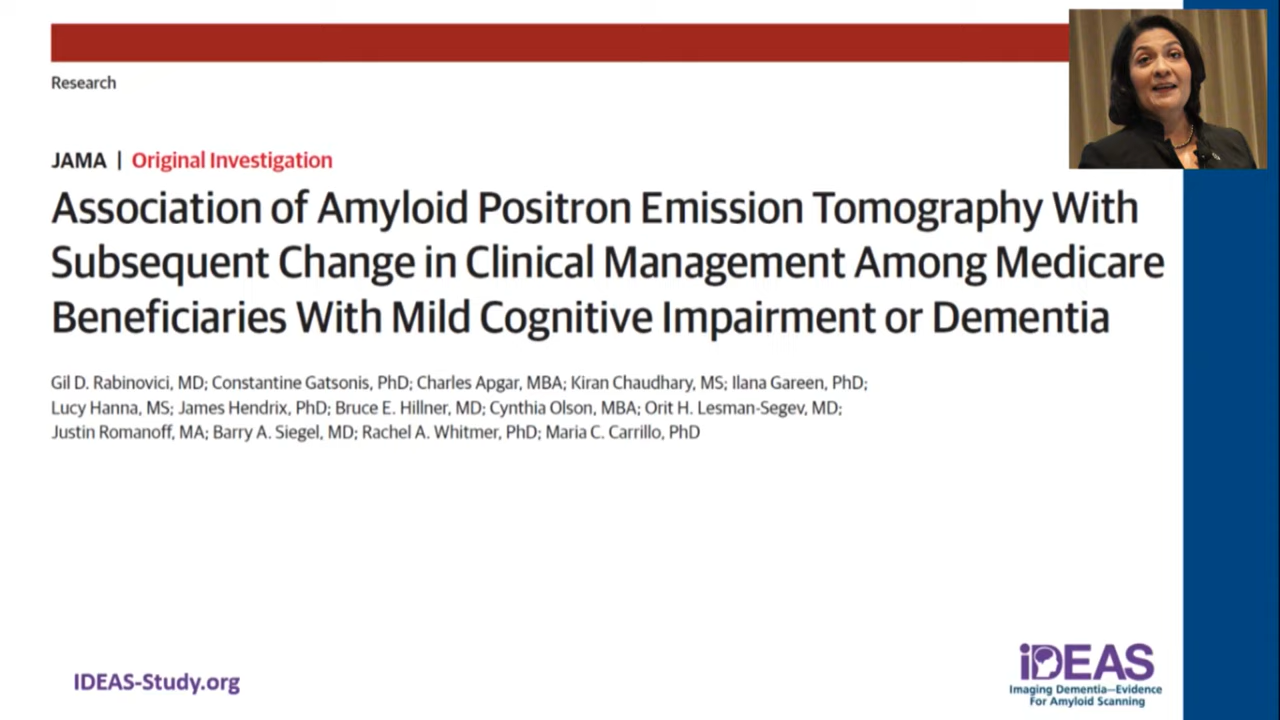 Research
JAMA | Original Investigation
Association of Amyloid Positron Emission Tomography With
Subsequent Change in Clinical Management Among Medicare
Beneficiaries With Mild Cognitive Impairment or Dementia
Gil D. Rabinovici, MD; Constantine Gatsonis, PhD; Charles Apgar, MBA; Kiran Chaudhary, MS; Ilana Gareen, PhD;
Lucy Hanna, MS; James Hendrix, PhD; Bruce E. Hillner, MD; Cynthia Olson, MBA; Orit H. Lesman-Segev, MD;
Justin Romanoff, MA; Barry A. Siegel, MD; Rachel A. Whitmer, PhD; Maria C. Carrillo, PhD
IDEAS-Study.org
iDEAS
Imaging Dementia—Evidence
For Amyloid Scanning